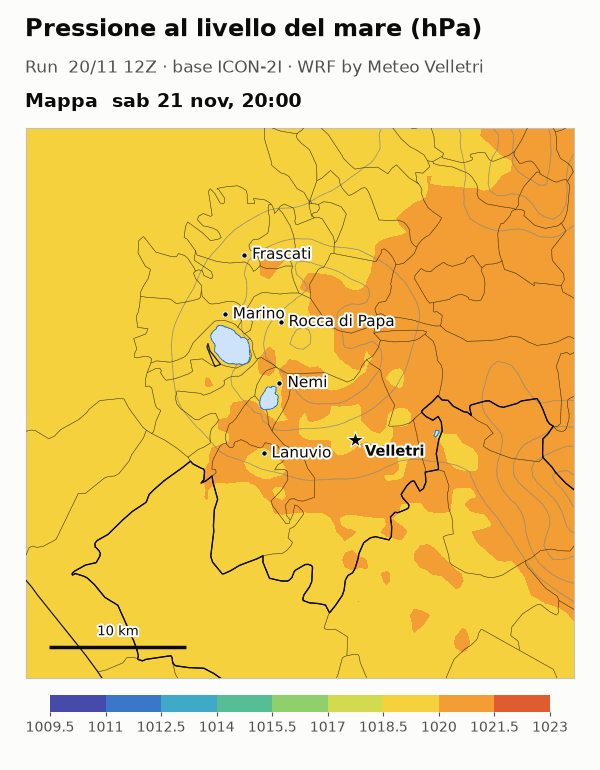 Pressione al livello del mare (hPa)
Run  20/11 12Z · base ICON-2I · WRF by Meteo Velletri
Mappa  sab 21 nov, 20:00
Frascati
Marino
Rocca di Papa
Nemi
Velletri
Lanuvio
10 km
1009.5 1011 1012.5 1014 1015.5 1017 1018.5 1020 1021.5 1023